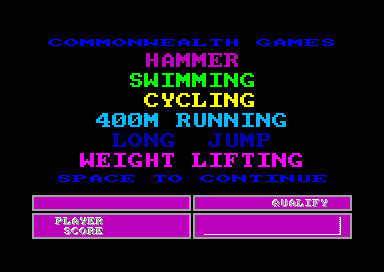 COMMONWEALTH GAMES
HAMMER
SWIMMING
CYCLING
400M RUNNING
LONG JUMP
WEIGHT LIFTING
SPACE TO CONTINUE
QUALIFY
PLAYER
SCORE